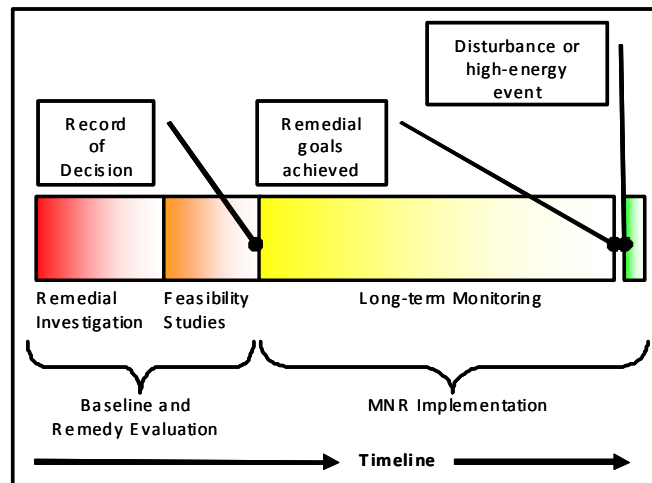 Disturbance or
high-energy
event
Record
of
Decision
Remedial
goals
achieved
Remedial
Investigation
Feasibility
Studies
Long-term Monitoring
Baseline and
Remedy Evaluation
MNR Implementation
Timeline